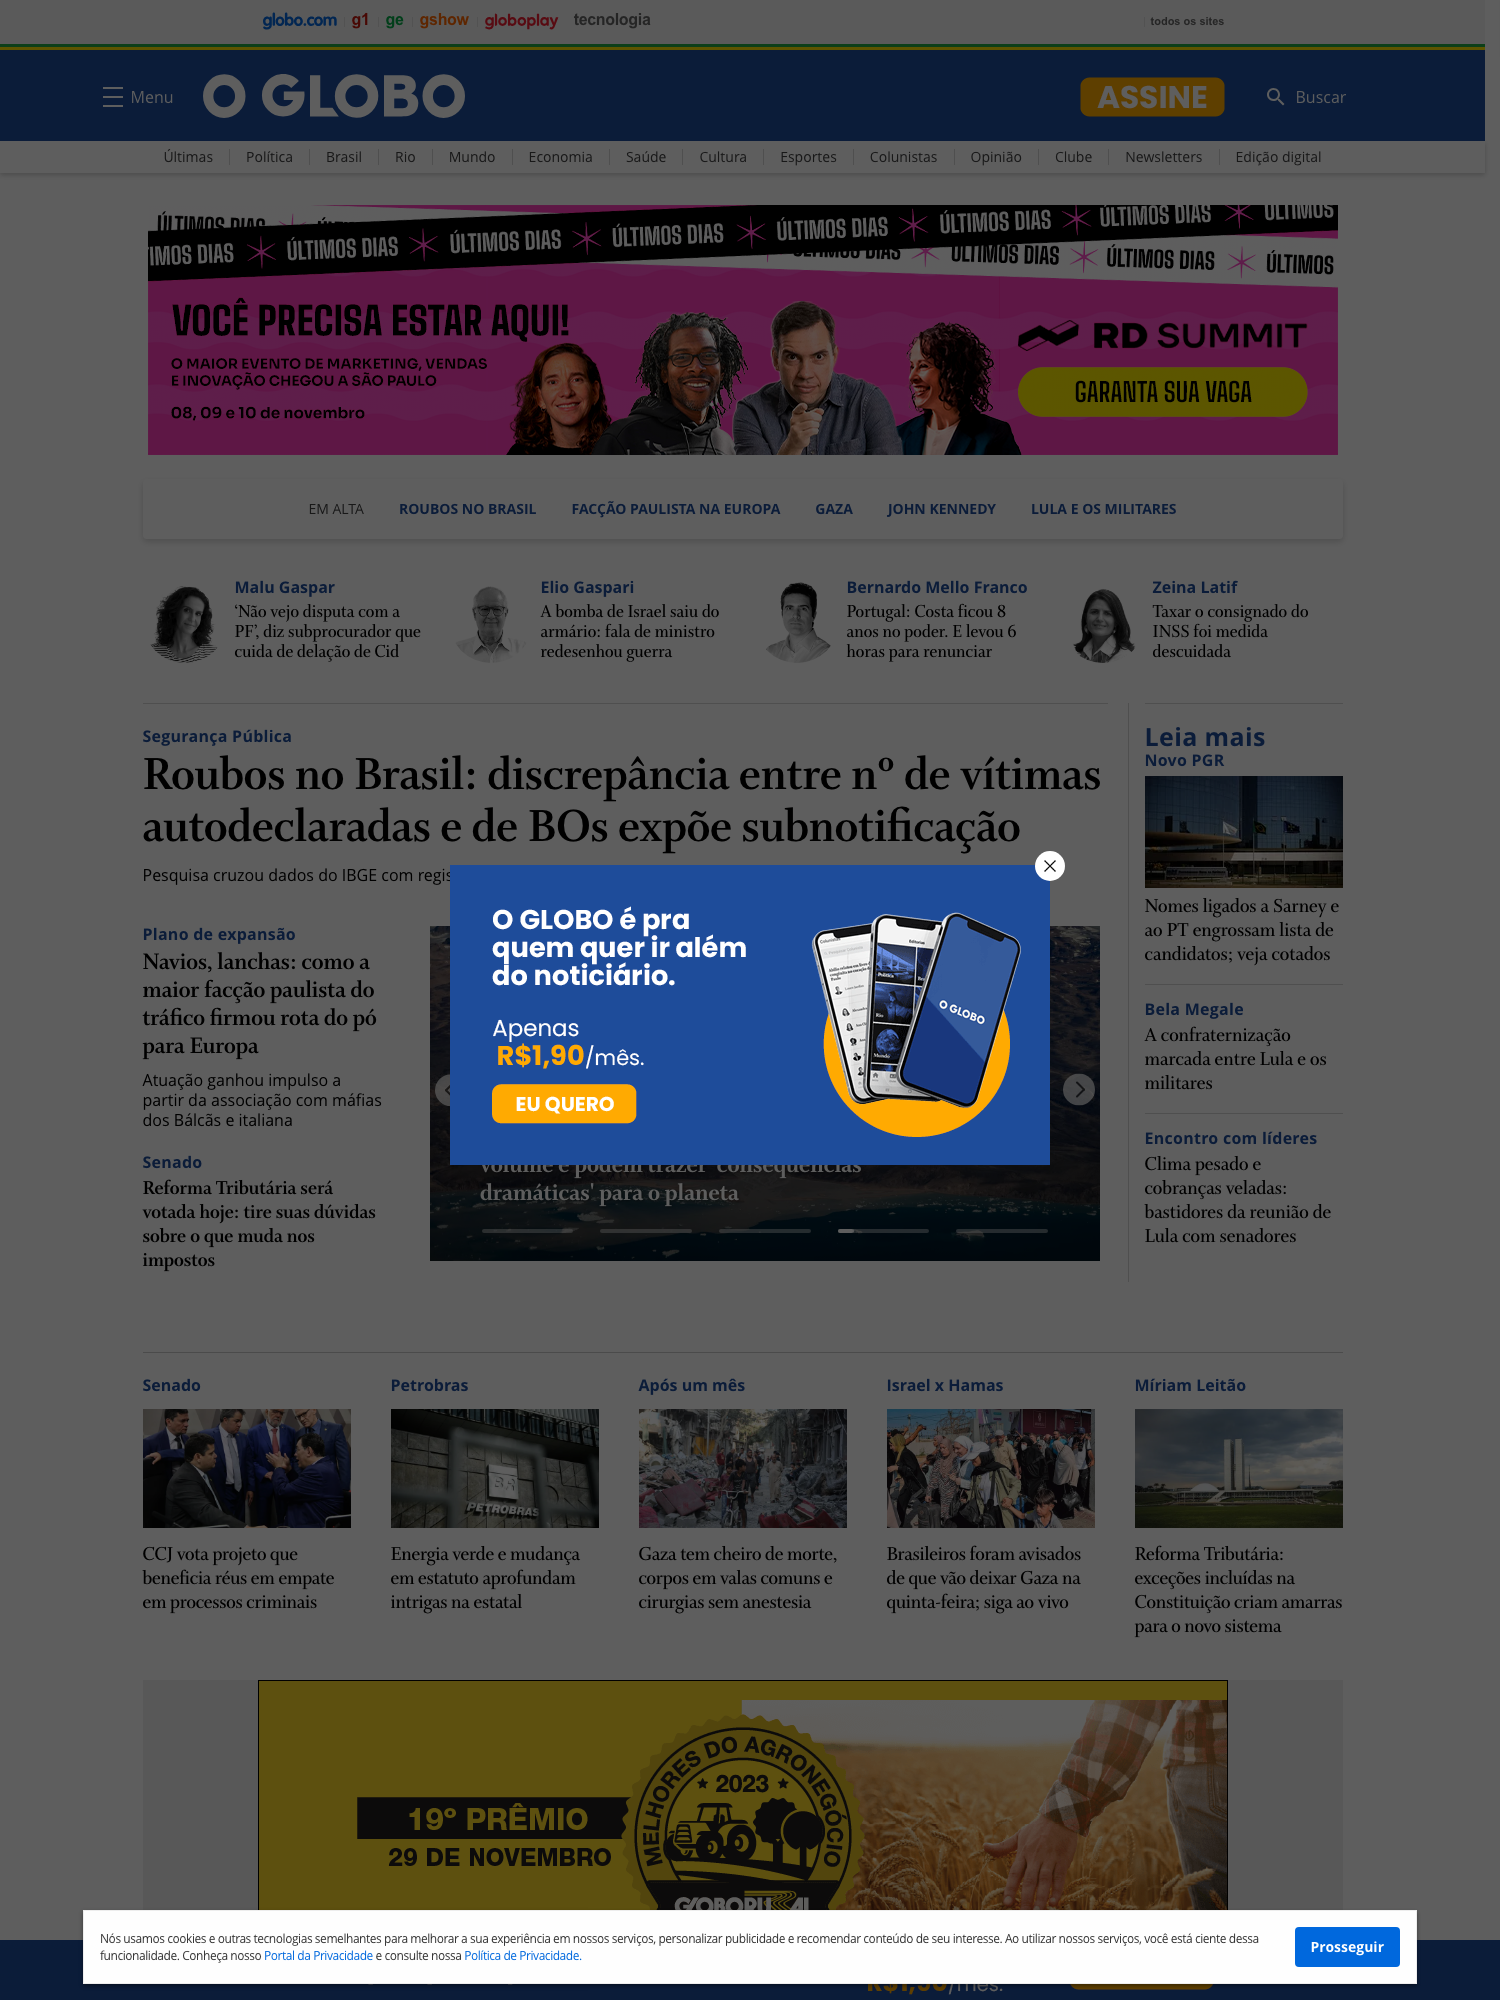 globo.com g1 ge gshow globoplay tecnologia todos os sites
Menu O GLOBO ASSINE Buscar
Últimas Política Brasil Rio Mundo Economia Saúde Cultura Esportes Colunistas Opinião Clube Newsletters Edição digital
ÚLTIMOS DIAS ÚLTIMOS DIAS ÚLTIMOS DIAS ÚLTIMOS DIAS ÚLTIMOS DIAS ÚLTIMOS DIAS ÚLTIMOS
ÚLTIMOS DIAS ÚLTIMOS DIAS ÚLTIMOS DIAS ÚLTIMOS
VOCÊ PRECISA ESTAR AQUI!
O MAIOR EVENTO DE MARKETING, VENDAS
E INOVAÇÃO CHEGOU A SÃO PAULO
08, 09 e 10 de novembro
RD SUMMIT
GARANTA SUA VAGA
EM ALTA ROUBOS NO BRASIL FACÇÃO PAULISTA NA EUROPA GAZA JOHN KENNEDY LULA E OS MILITARES
Malu Gaspar
‘Não vejo disputa com a
PF’, diz subprocurador que
cuida de delação de Cid
Elio Gaspari
A bomba de Israel saiu do
armário: fala de ministro
redesenhou guerra
Bernardo Mello Franco
Portugal: Costa ficou 8
anos no poder. E levou 6
horas para renunciar
Zeina Latif
Taxar o consignado do
INSS foi medida
descuidada
Segurança Pública
Roubos no Brasil: discrepância entre nº de vítimas
autodeclaradas e de BOs expõe subnotificação
Pesquisa cruzou dados do IBGE com regis
Plano de expansão
Navios, lanchas: como a
maior facção paulista do
tráfico firmou rota do pó
para Europa
Atuação ganhou impulso a
partir da associação com máfias
dos Bálcãs e italiana
Senado
Reforma Tributária será
votada hoje: tire suas dúvidas
sobre o que muda nos
impostos
O GLOBO é pra
quem quer ir além
do noticiário.
Apenas
R$1,90/mês.
EU QUERO
O GLOBO
Política
Rio
Mundo
volume e podem trazer 'consequências
dramáticas' para o planeta
Leia mais
Novo PGR
Nomes ligados a Sarney e
ao PT engrossam lista de
candidatos; veja cotados
Bela Megale
A confraternização
marcada entre Lula e os
militares
Encontro com líderes
Clima pesado e
cobranças veladas:
bastidores da reunião de
Lula com senadores
Senado
CCJ vota projeto que
beneficia réus em empate
em processos criminais
Petrobras
BR
PETROBRAS
Energia verde e mudança
em estatuto aprofundam
intrigas na estatal
Após um mês
Gaza tem cheiro de morte,
corpos em valas comuns e
cirurgias sem anestesia
Israel x Hamas
Brasileiros foram avisados
de que vão deixar Gaza na
quinta-feira; siga ao vivo
Míriam Leitão
Reforma Tributária:
exceções incluídas na
Constituição criam amarras
para o novo sistema
19º PRÊMIO
29 DE NOVEMBRO
MELHORES DO AGRONEGÓCIO
2023
GLOBO RURAL
Nós usamos cookies e outras tecnologias semelhantes para melhorar a sua experiência em nossos serviços, personalizar publicidade e recomendar conteúdo de seu interesse. Ao utilizar nossos serviços, você está ciente dessa
funcionalidade. Conheça nosso Portal da Privacidade e consulte nossa Política de Privacidade.
Prosseguir
R$1,90/mês.